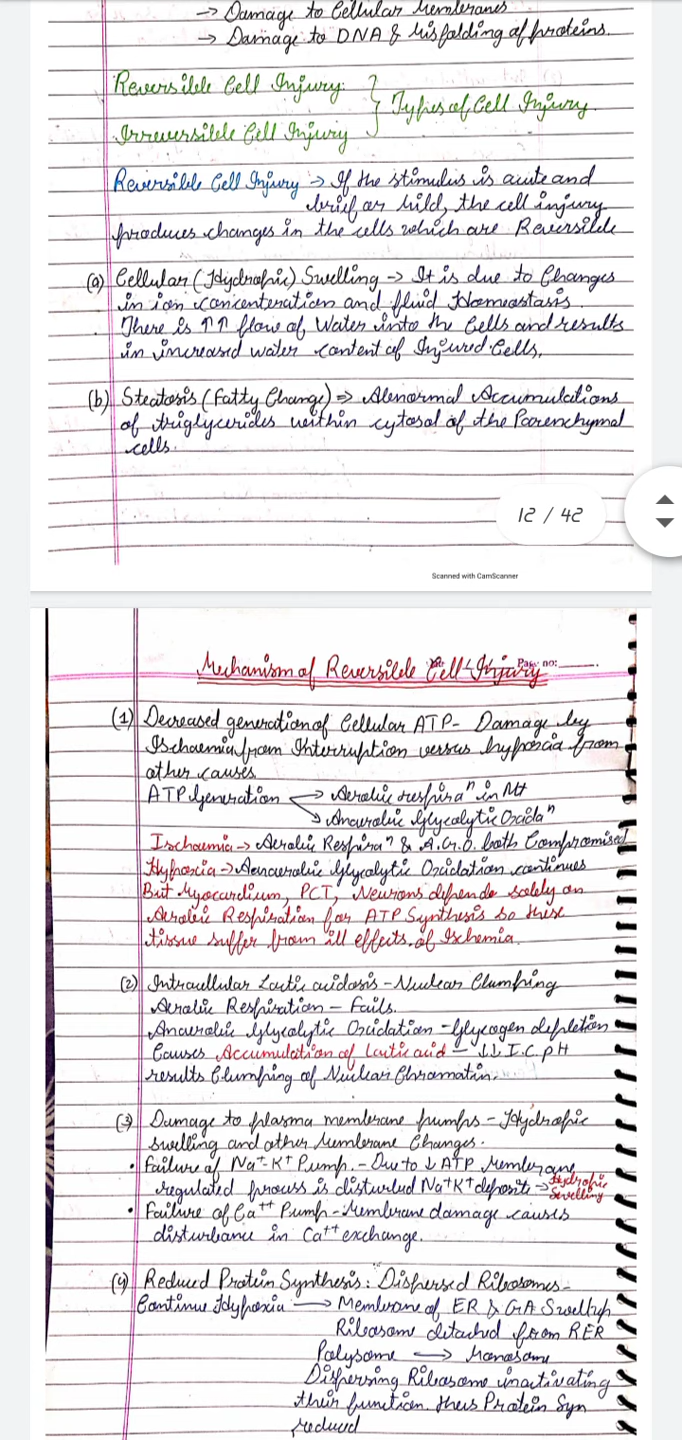 → Damage to Cellular Membranes
→ Damage to DNA & Misfolding of proteins.
Reversible Cell Injury.
Irreversible Cell Injury
} Types of Cell Injury.
Reversible Cell Injury → If the stimulus is acute and
brief or mild, the cell injury
produces changes in the cells which are Reversible
(a) Cellular (Hydrofic) Swelling → It is due to Changes
in ion concenteration and fluid Homeostasis.
There is ↑↑ flow of Water into the Cells and results
in increased water content of Injured Cells.
(b) Steatosis (Fatty Change) ⇒ Abnormal Accumulations
of triglycerides within cytosol of the Parenchymal
cells.
12 / 42
Scanned with CamScanner
Page no:
Mechanism of Reversible Cell-Injury
(1) Decreased generation of Cellular ATP- Damage by
Ischaemia from Interruption versus hypoxia from
other causes.
ATP Generation → Aerobic respiraⁿ in Mt
→ Anaerobic Glycolytic Oxidaⁿ
Ischaemia → Aerobic Respiraⁿ & A.G.O. both Compromised
Hypoxia → Aanaerobic Glycolytic Oxidation continues
But Myocardium, PCT, Neurons depends solely on
Aerobic Respiration for ATP Synthesis so these
tissue suffer from ill effects of Ischemia.
(2) Intracellular Lactic acidosis - Nuclear Clumping
Aerobic Respiration - Fails.
Anaerobic Glycolytic Oxidation - Glycogen depletion
Causes Accumulation of Lactic acid - ↓↓ I.C.pH
results Clumping of Nuclear Chromatin.
(3) Damage to plasma membrane pumps - Hydrofic
swelling and other Membrane Changes.
• Failure of Na⁺-K⁺ Pump. - Due to ↓ ATP Membrane
regulated process is disturbed Na⁺K⁺ deposite → Hydrofic Swelling
• Failure of Ca⁺⁺ Pump - Membrane damage causes
disturbance in Ca⁺⁺ exchange.
(4) Reduced Protein Synthesis: Dispersed Ribosomes-
Continue Hypoxia → Membrane of ER & GA Swellup
Ribosome detached from RER
Polysome → Monosome
Dispersing Ribosome inactivating
their function. thus Protein Syn
reduced